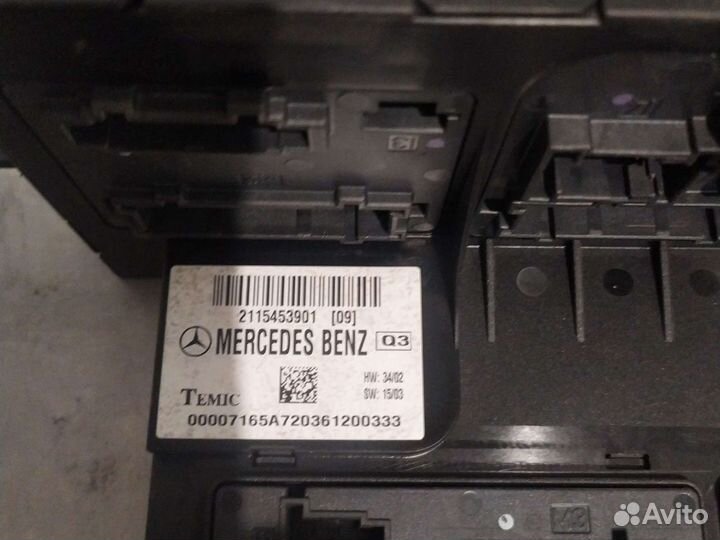 2115453901 [09]
MERCEDES BENZ Q3
HW: 34/02
TEMIC
SW: 15/03
00007165A720361200333
Avito